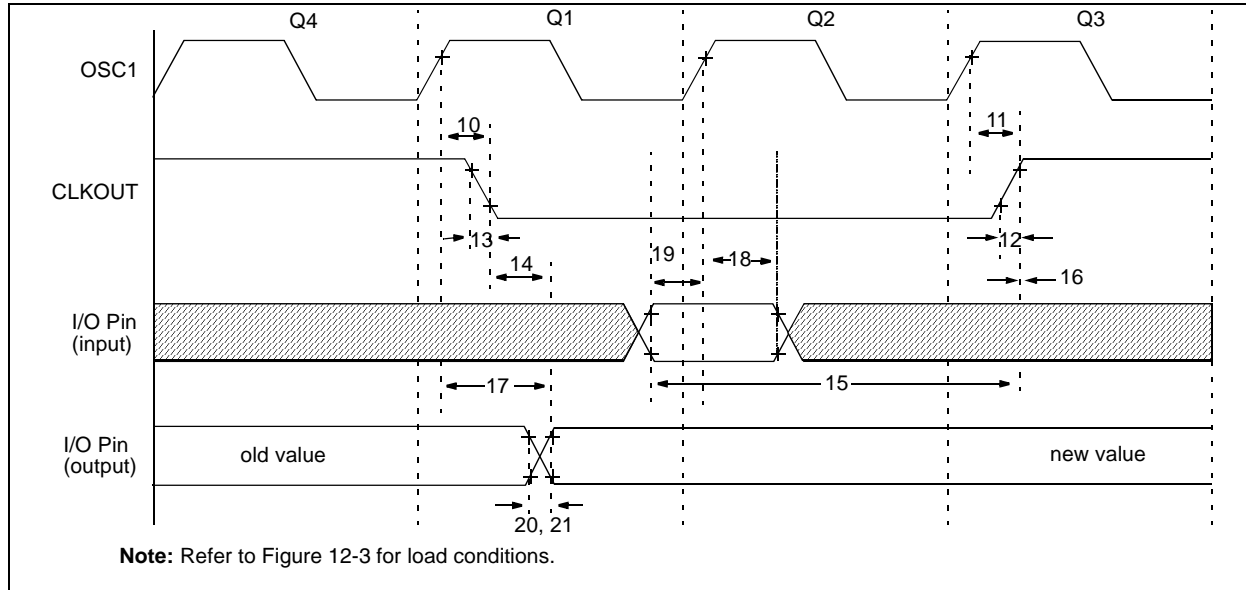 Q4 Q1 Q2 Q3
OSC1
10 11
CLKOUT
13 12
14 19 18
16
I/O Pin
(input)
17 15
I/O Pin
(output)
old value new value
20, 21
Note: Refer to Figure 12-3 for load conditions.